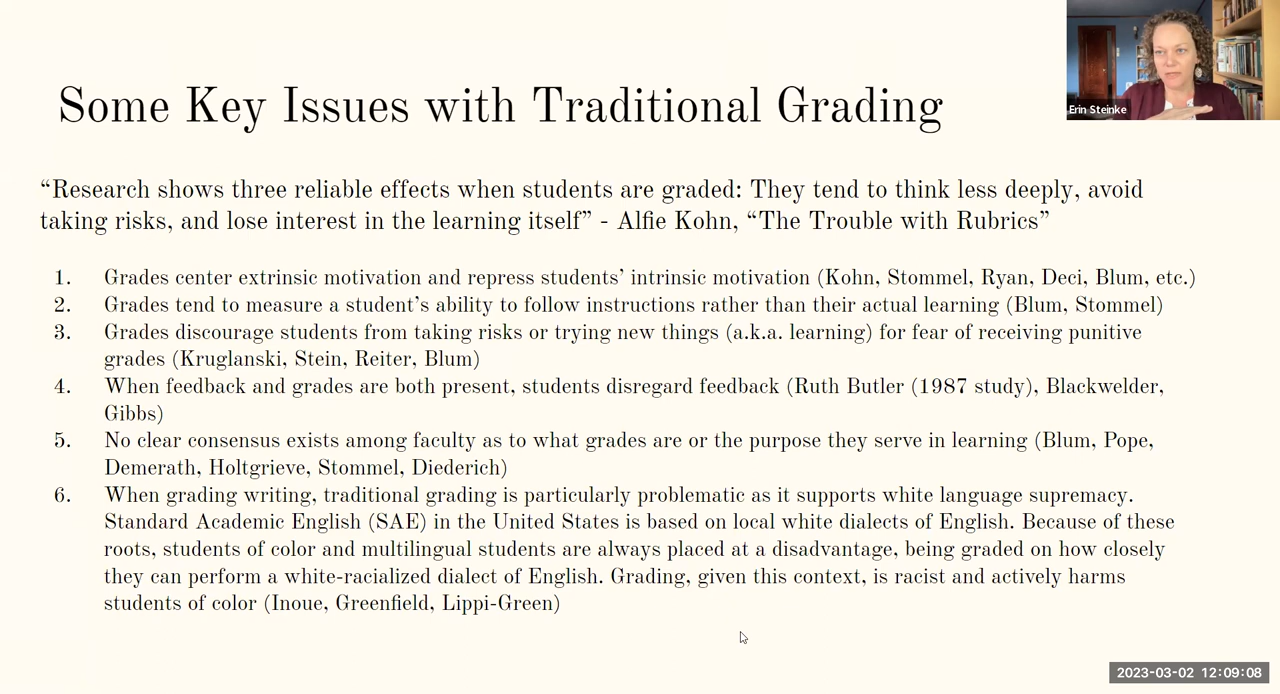 Some Key Issues with Traditional Grading
Erin Steinke
“Research shows three reliable effects when students are graded: They tend to think less deeply, avoid
taking risks, and lose interest in the learning itself” - Alfie Kohn, “The Trouble with Rubrics”
1. Grades center extrinsic motivation and repress students’ intrinsic motivation (Kohn, Stommel, Ryan, Deci, Blum, etc.)
2. Grades tend to measure a student’s ability to follow instructions rather than their actual learning (Blum, Stommel)
3. Grades discourage students from taking risks or trying new things (a.k.a. learning) for fear of receiving punitive
grades (Kruglanski, Stein, Reiter, Blum)
4. When feedback and grades are both present, students disregard feedback (Ruth Butler (1987 study), Blackwelder,
Gibbs)
5. No clear consensus exists among faculty as to what grades are or the purpose they serve in learning (Blum, Pope,
Demerath, Holtgrieve, Stommel, Diederich)
6. When grading writing, traditional grading is particularly problematic as it supports white language supremacy.
Standard Academic English (SAE) in the United States is based on local white dialects of English. Because of these
roots, students of color and multilingual students are always placed at a disadvantage, being graded on how closely
they can perform a white-racialized dialect of English. Grading, given this context, is racist and actively harms
students of color (Inoue, Greenfield, Lippi-Green)
2023-03-02 12:09:08